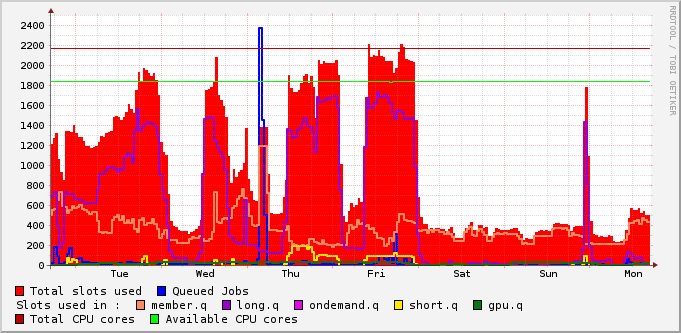 2400
2200
2000
1800
1600
1400
1200
1000
800
600
400
200
0
Tue Wed Thu Fri Sat Sun Mon
Total slots used Queued Jobs
Slots used in : member.q long.q ondemand.q short.q gpu.q
Total CPU cores Available CPU cores
RRDTOOL / TOBI OETIKER